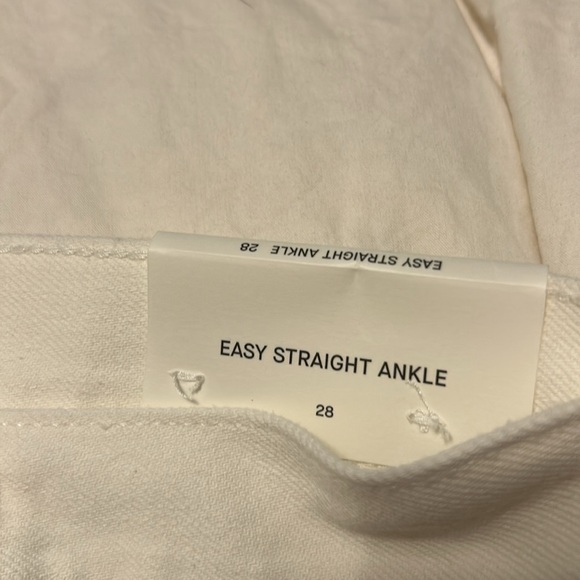 EASY STRAIGHT ANKLE 28
EASY STRAIGHT ANKLE
28